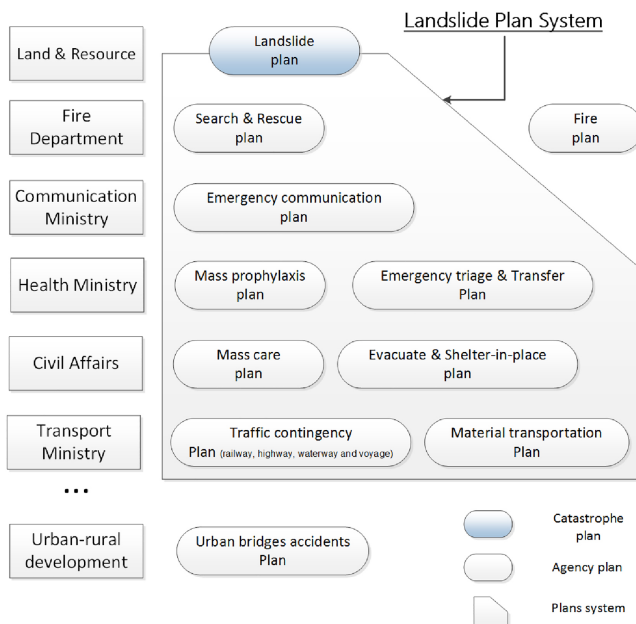 Landslide Plan System
Land & Resource
Landslide
plan
Fire
Department
Search & Rescue
plan
Fire
plan
Communication
Ministry
Emergency communication
plan
Health Ministry
Mass prophylaxis
plan
Emergency triage & Transfer
Plan
Civil Affairs
Mass care
plan
Evacuate & Shelter-in-place
plan
Transport
Ministry
Traffic contingency
Plan (railway, highway, waterway and voyage)
Material transportation
Plan
...
Urban-rural
development
Urban bridges accidents
Plan
Catastrophe
plan
Agency plan
Plans system